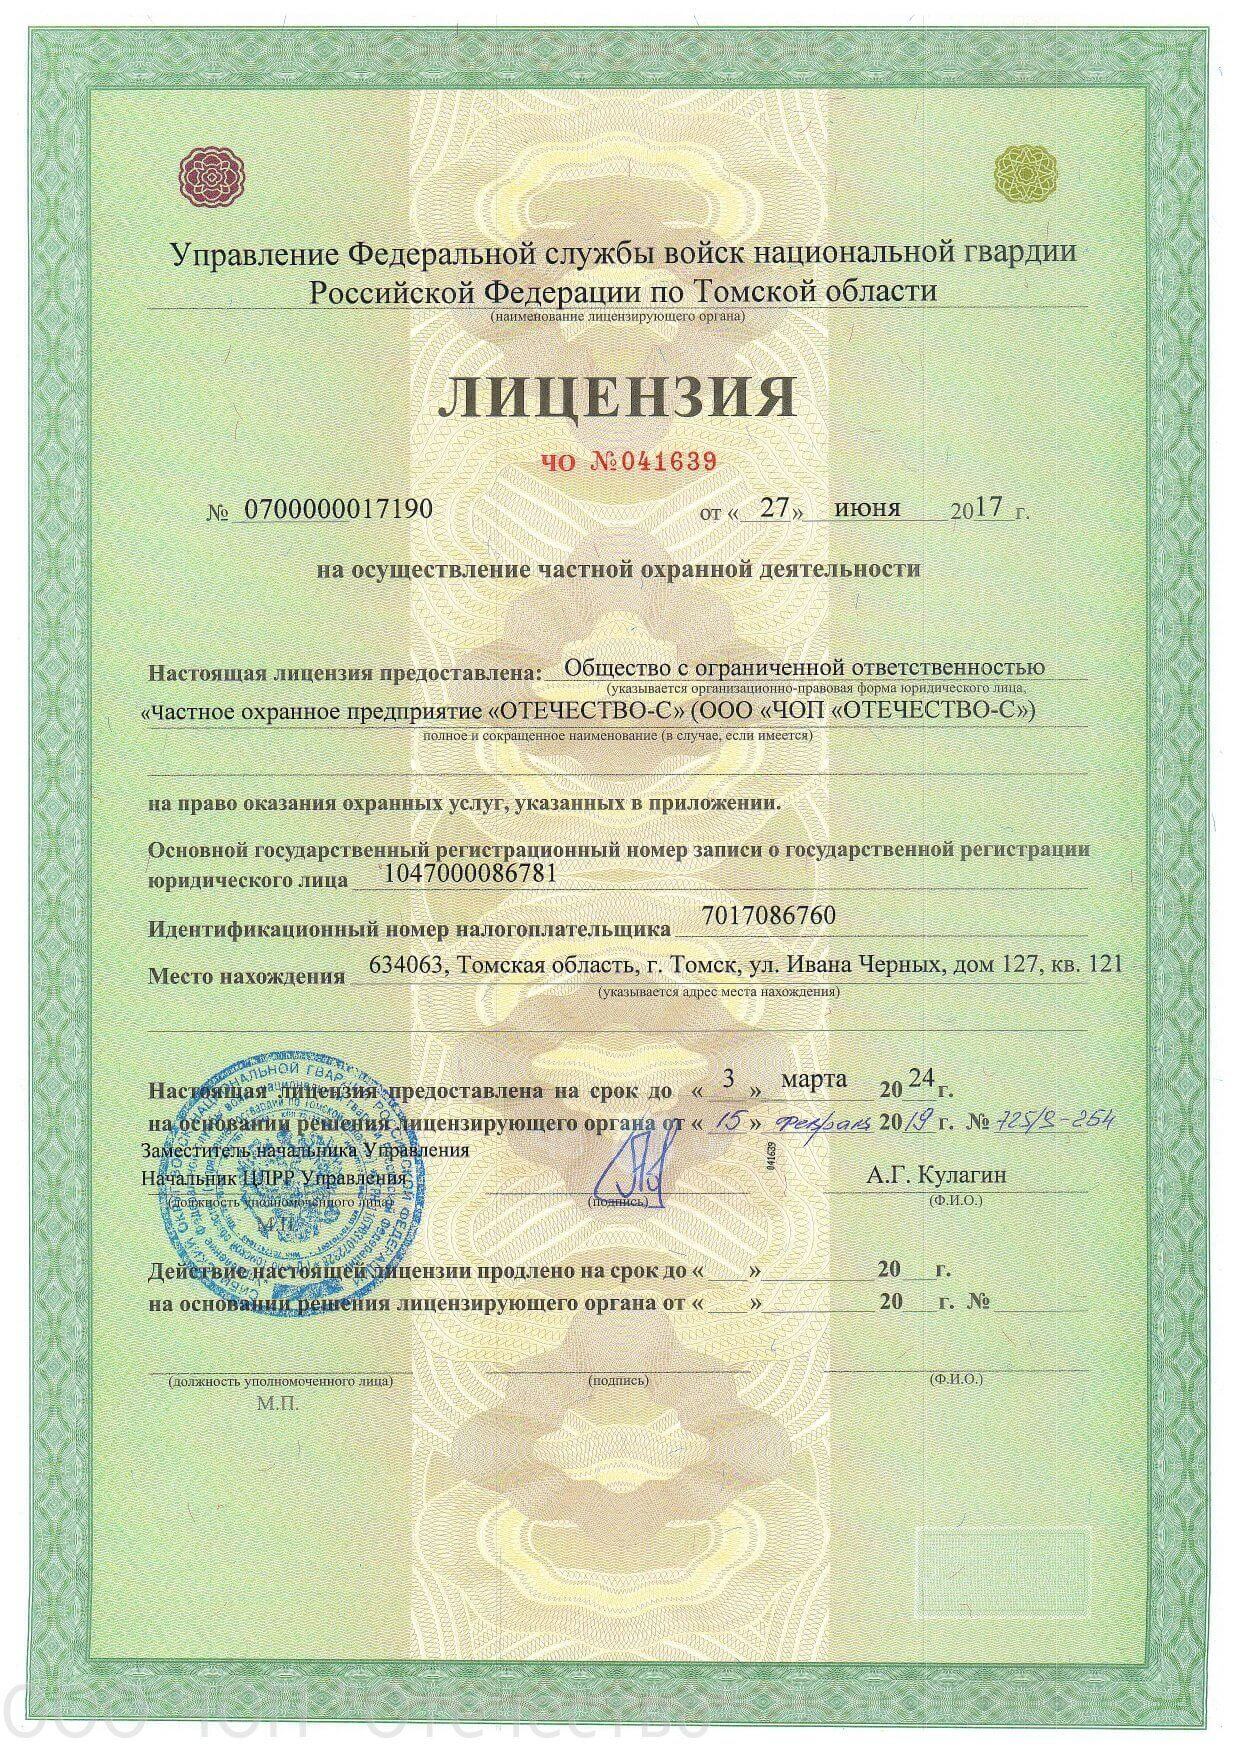 Управление Федеральной службы войск национальной гвардии
Российской Федерации по Томской области
(наименование лицензирующего органа)
ЛИЦЕНЗИЯ
ЧО №041639
№ 0700000017190 от « 27 » июня 2017 г.
на осуществление частной охранной деятельности
Настоящая лицензия предоставлена: Общество с ограниченной ответственностью
(указывается организационно-правовая форма юридического лица,
«Частное охранное предприятие «ОТЕЧЕСТВО-С» (ООО «ЧОП «ОТЕЧЕСТВО-С»)
полное и сокращенное наименование (в случае, если имеется)
на право оказания охранных услуг, указанных в приложении.
Основной государственный регистрационный номер записи о государственной регистрации
юридического лица 1047000086781
Идентификационный номер налогоплательщика 7017086760
Место нахождения 634063, Томская область, г. Томск, ул. Ивана Черных, дом 127, кв. 121
(указывается адрес места нахождения)
Настоящая лицензия предоставлена на срок до « 3 » марта 2024 г.
на основании решения лицензирующего органа от « 15 » февраля 2019 г. № 725/9-254
Заместитель начальника Управления
Начальник ЦЛРР Управления А.Г. Кулагин
(должность уполномоченного лица) (подпись) (Ф.И.О.)
М.П.
041639
Действие настоящей лицензии продлено на срок до « » 20 г.
на основании решения лицензирующего органа от « » 20 г. №
(должность уполномоченного лица) (подпись) (Ф.И.О.)
М.П.
ООО ЧОП "Отечество"